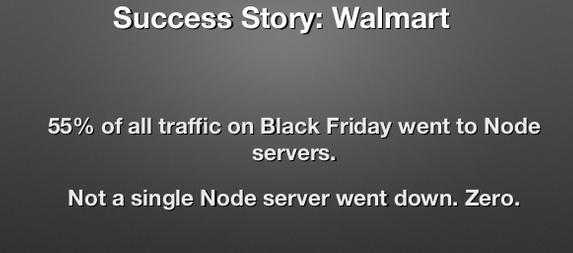 Success Story: Walmart
55% of all traffic on Black Friday went to Node
servers.
Not a single Node server went down. Zero.